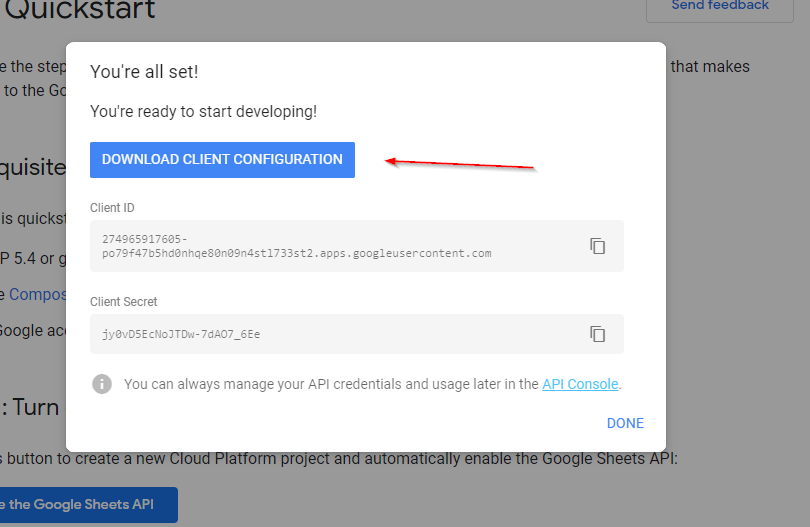 Quickstart
Send feedback
e the step
that makes
to the Go
You're all set!
You're ready to start developing!
DOWNLOAD CLIENT CONFIGURATION
quisite
Client ID
is quickst
274965917605-
po79f47b5hd0nhqe80n09n4stl733st2.apps.googleusercontent.com
P 5.4 or g
e Compos
Client Secret
Google acc
jy0vD5EcNoJTDw-7dAO7_6Ee
You can always manage your API credentials and usage later in the API Console.
: Turn
DONE
s button to create a new Cloud Platform project and automatically enable the Google Sheets API:
e the Google Sheets API